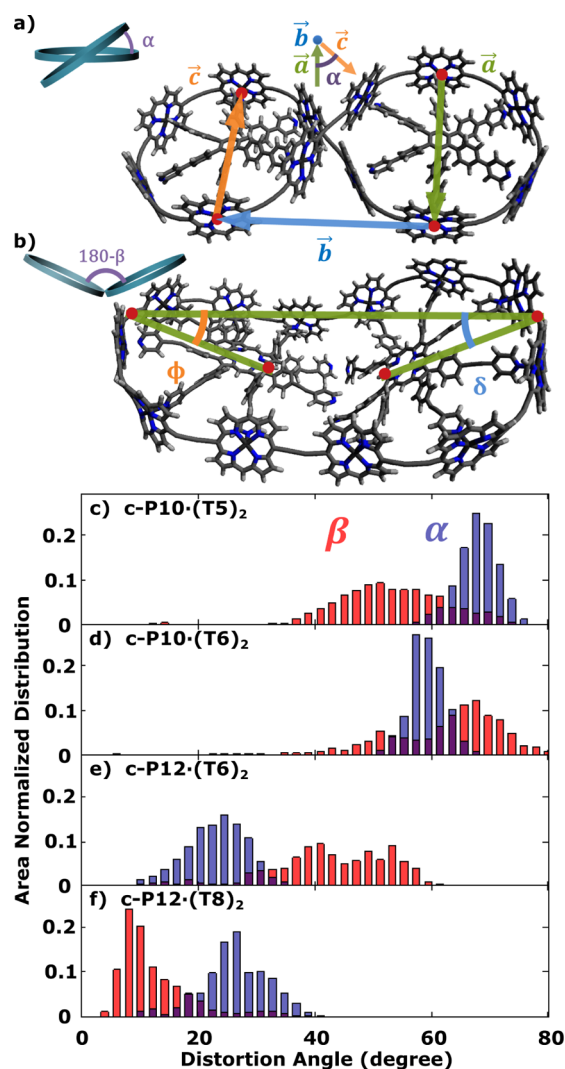 a)
α
b⃗
a⃗
c⃗
α
c⃗
a⃗
b⃗
b)
180-β
ϕ
δ
Area Normalized Distribution
c) c-P10·(T5)₂
β
α
0.2
0.1
0
d) c-P10·(T6)₂
0.2
0.1
0
e) c-P12·(T6)₂
0.2
0.1
0
f) c-P12·(T8)₂
0.2
0.1
0
0 20 40 60 80
Distortion Angle (degree)